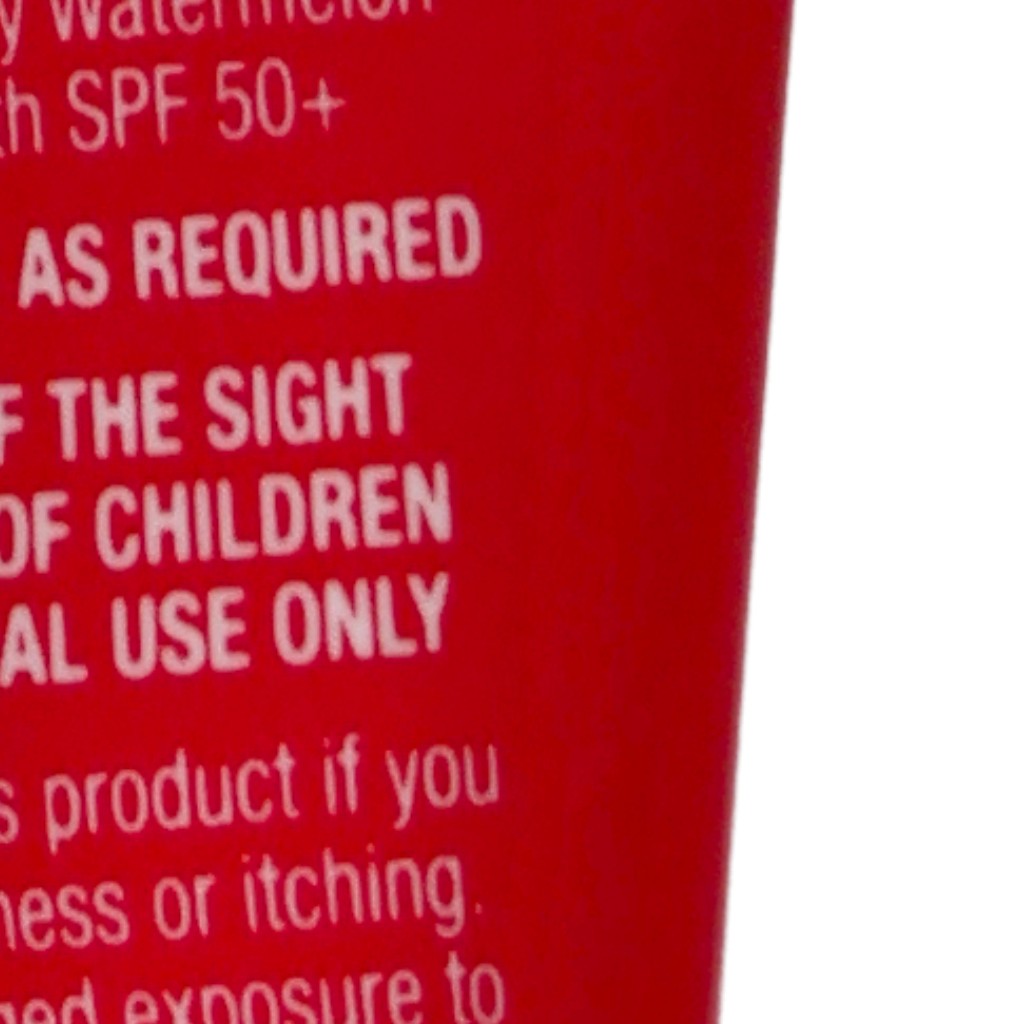 y Watermelon
th SPF 50+
AS REQUIRED
F THE SIGHT
OF CHILDREN
AL USE ONLY
s product if you
ness or itching.
ged exposure to